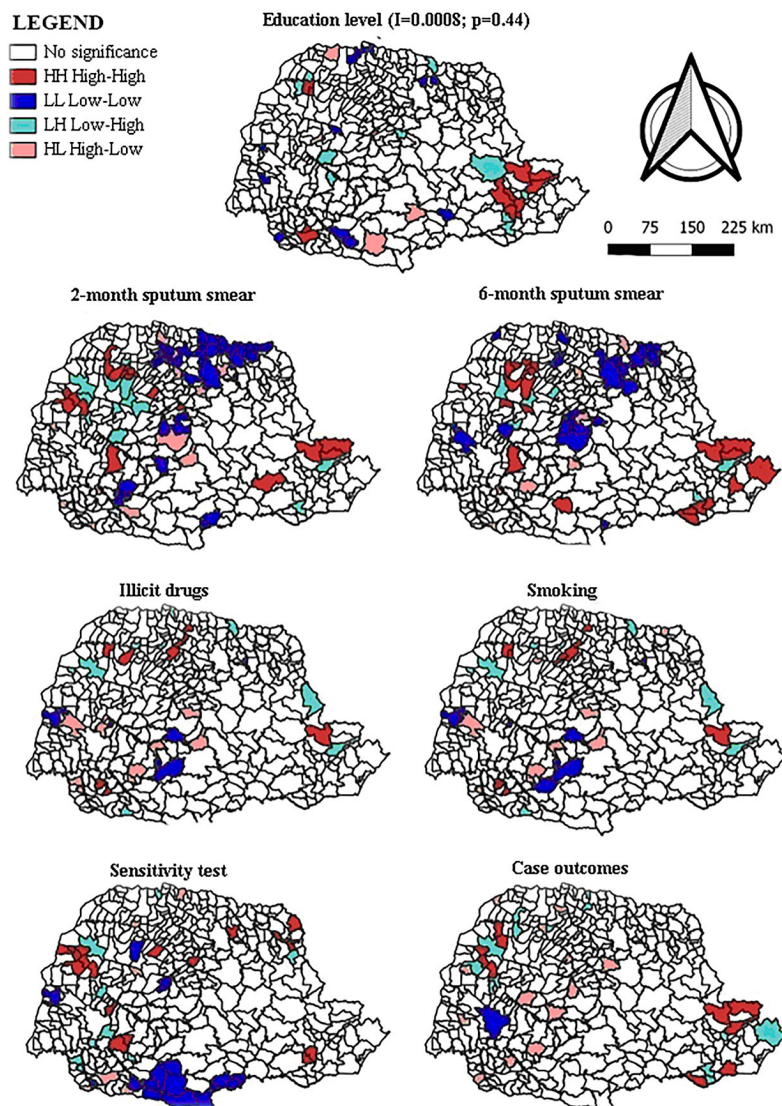 Education level (I=0.0008; p=0.44)
LEGEND
No significance
HH High-High
LL Low-Low
LH Low-High
HL High-Low
0 75 150 225 km
2-month sputum smear
6-month sputum smear
Illicit drugs
Smoking
Sensitivity test
Case outcomes